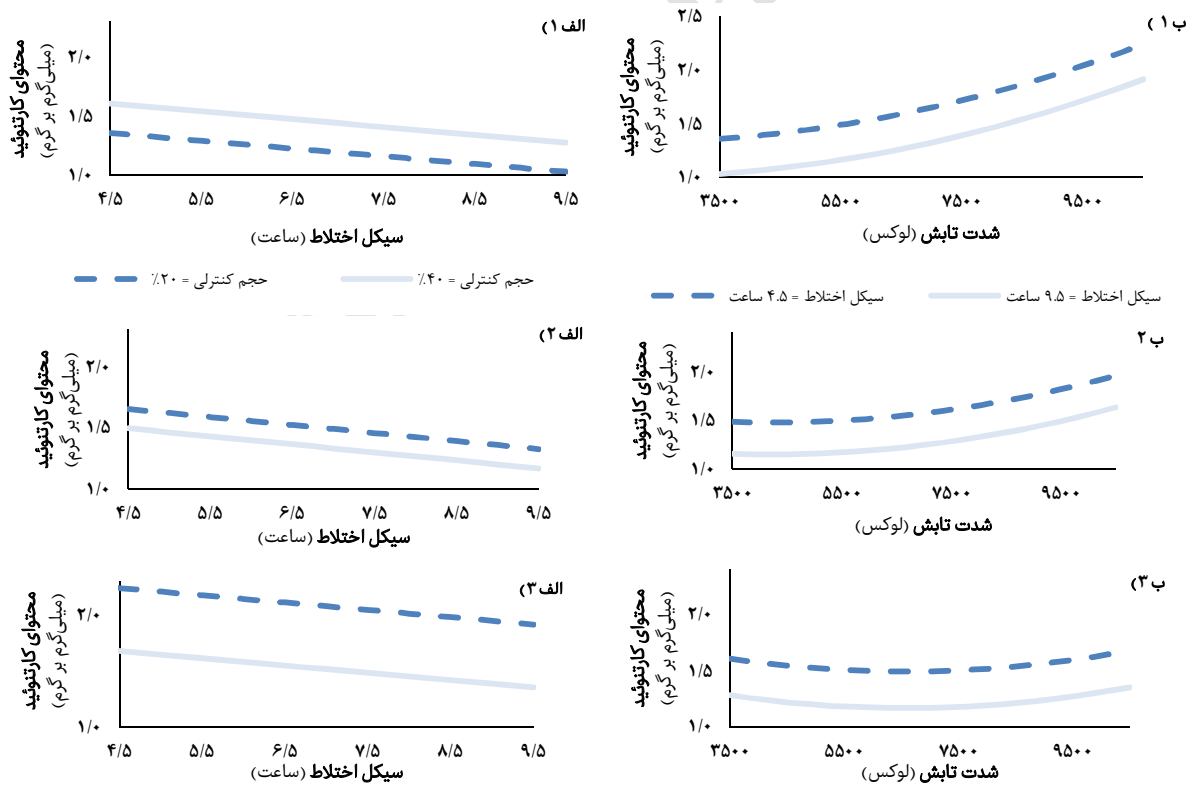 الف ۱)
محتوای کارتنوئید
(میلی‌گرم بر گرم)
۲/۰
۱/۵
۱/۰
۴/۵ ۵/۵ ۶/۵ ۷/۵ ۸/۵ ۹/۵
سیکل اختلاط (ساعت)
حجم کنترلی = ۲۰٪
حجم کنترلی = ۴۰٪
ب ۱ )
محتوای کارتنوئید
(میلی‌گرم بر گرم)
۲/۵
۲/۰
۱/۵
۱/۰
۳۵۰۰ ۵۵۰۰ ۷۵۰۰ ۹۵۰۰
شدت تابش (لوکس)
سیکل اختلاط = ۴.۵ ساعت
سیکل اختلاط = ۹.۵ ساعت
الف ۲)
محتوای کارتنوئید
(میلی‌گرم بر گرم)
۲/۰
۱/۵
۱/۰
۴/۵ ۵/۵ ۶/۵ ۷/۵ ۸/۵ ۹/۵
سیکل اختلاط (ساعت)
ب ۲
محتوای کارتنوئید
(میلی‌گرم بر گرم)
۲/۰
۱/۵
۱/۰
۳۵۰۰ ۵۵۰۰ ۷۵۰۰ ۹۵۰۰
شدت تابش (لوکس)
الف ۳)
محتوای کارتنوئید
(میلی‌گرم بر گرم)
۲/۰
۱/۰
۴/۵ ۵/۵ ۶/۵ ۷/۵ ۸/۵ ۹/۵
سیکل اختلاط (ساعت)
ب ۳)
محتوای کارتنوئید
(میلی‌گرم بر گرم)
۲/۰
۱/۵
۱/۰
۳۵۰۰ ۵۵۰۰ ۷۵۰۰ ۹۵۰۰
شدت تابش (لوکس)